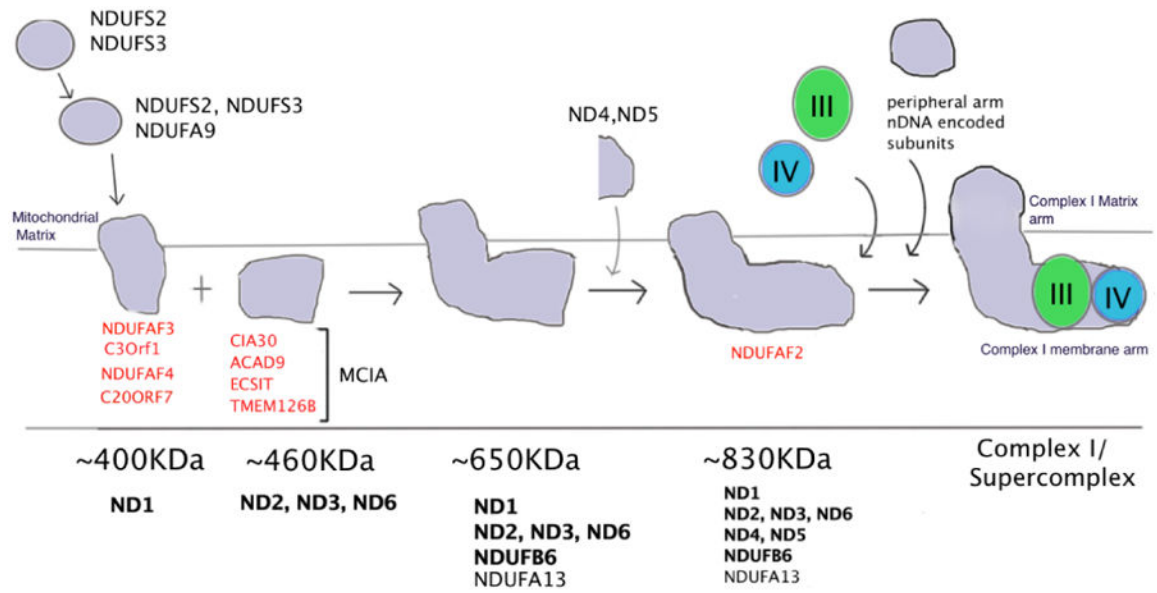 NDUFS2
NDUFS3
NDUFS2, NDUFS3
NDUFA9
ND4,ND5
III
IV
peripheral arm
nDNA encoded
subunits
Mitochondrial
Matrix
Complex I Matrix
arm
+
III
IV
Complex I membrane arm
NDUFAF3
C3Orf1
NDUFAF4
C20ORF7
CIA30
ACAD9
ECSIT
TMEM126B
MCIA
NDUFAF2
~400KDa
~460KDa
~650KDa
~830KDa
Complex I/
Supercomplex
ND1
ND2, ND3, ND6
ND1
ND2, ND3, ND6
NDUFB6
NDUFA13
ND1
ND2, ND3, ND6
ND4, ND5
NDUFB6
NDUFA13